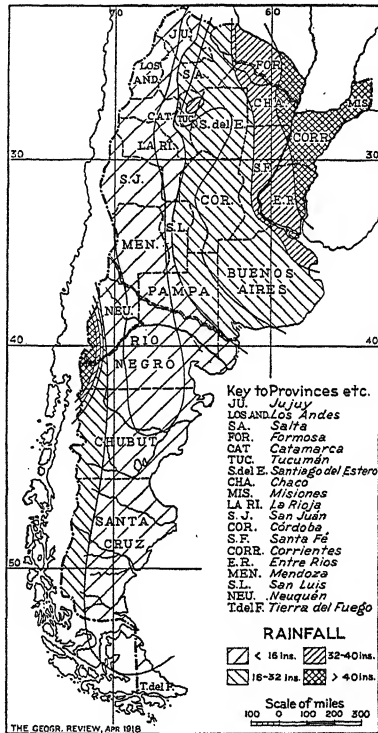 70
60
JU.
LOS
AND.
S.A.
FOR.
CHA.
MIS.
CAT.
TUC.
S. del E.
CORR.
LA RI.
30
30
S.F.
S.J.
COR.
E.R.
S.L.
MEN.
BUENOS
AIRES
PAMPA
NEU.
RIO
NEGRO
40
40
CHUBUT
SANTA
CRUZ
50
50
T.del F.
Key to Provinces etc.
JU. Jujuy
LOS AND. Los Andes
SA. Salta
FOR. Formosa
CAT Catamarca
TUC. Tucumán
S.del E. Santiago del Estero
CHA. Chaco
MIS. Misiones
LA RI. La Rioja
S.J. San Juán
COR. Córdoba
S.F. Santa Fé
CORR. Corrientes
E.R. Entre Rios
MEN. Mendoza
S.L. San Luis
NEU. Neuquén
T.del F. Tierra del Fuego
RAINFALL
< 16 Ins. 32-40 ins.
16-32 Ins. > 40 ins.
Scale of miles
100 0 100 200 300
THE GEOGR. REVIEW, APR 1918